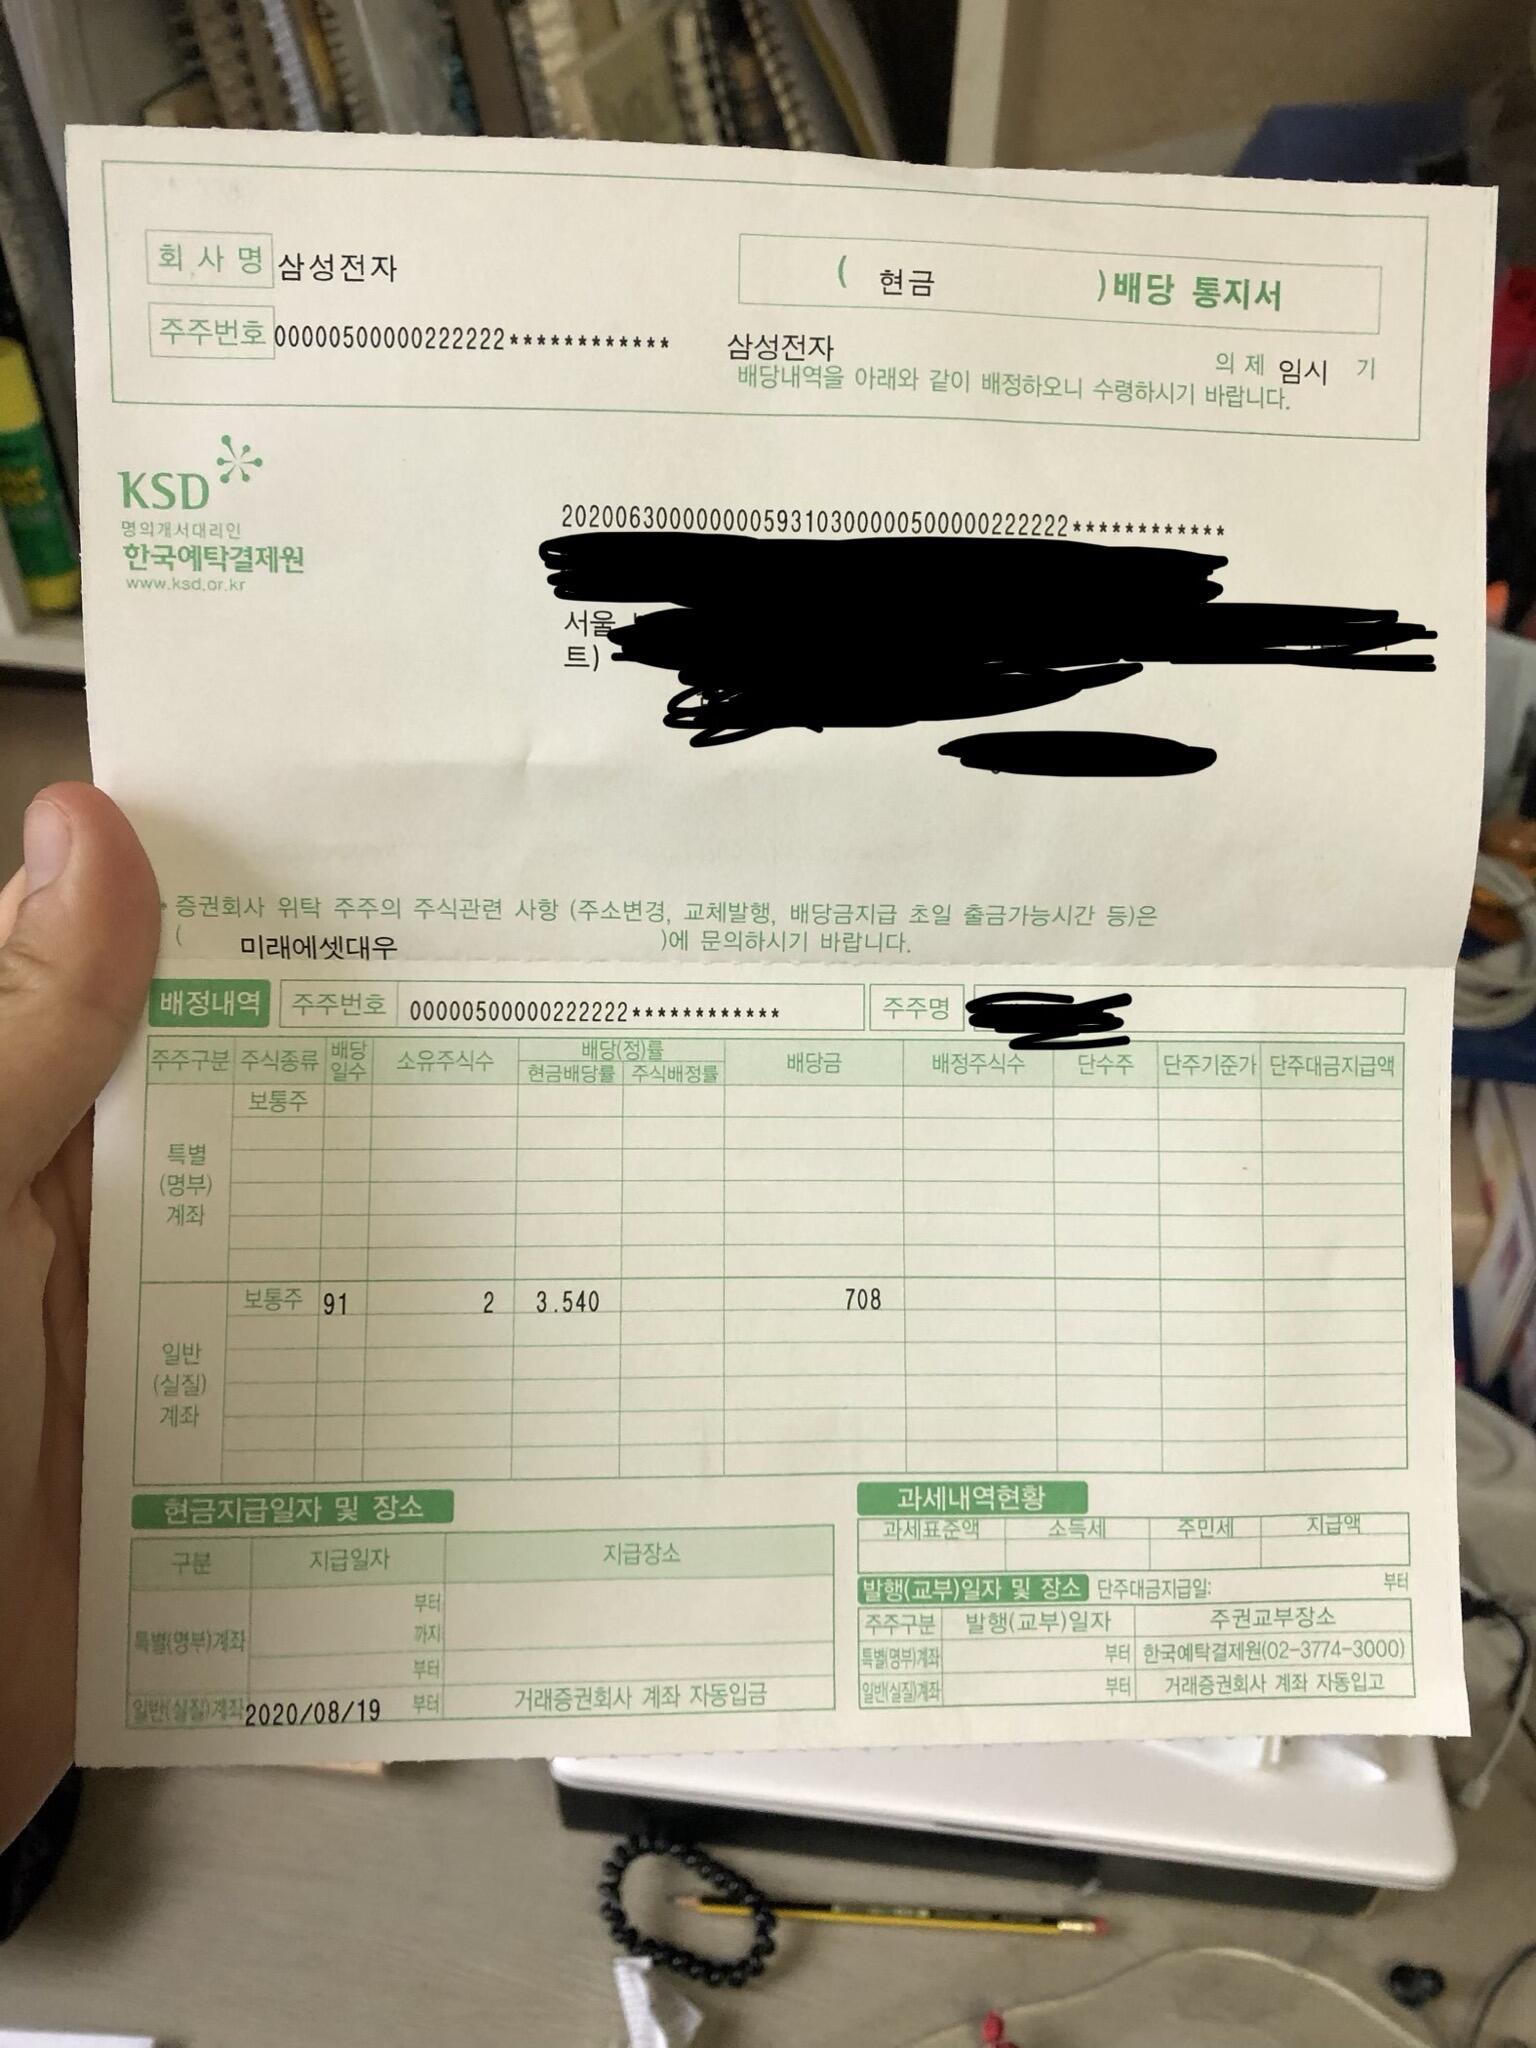 회사명 삼성전자
( 현금 )배당 통지서
주주번호 00000500000222222************
삼성전자 의 제 임시 기
배당내역을 아래와 같이 배정하오니 수령하시기 바랍니다.
KSD
명의개서대리인
한국예탁결제원
www.ksd.or.kr
서울
트)
증권회사 위탁 주주의 주식관련 사항 (주소변경, 교체발행, 배당금지급 초일 출금가능시간 등)은
( 미래에셋대우 )에 문의하시기 바랍니다.
배정내역 주주번호 00000500000222222************ 주주명
주주구분 주식종류 배당일수 소유주식수 배당(정)률 배당금 배정주식수 단수주 단주기준가 단주대금지급액
현금배당률 주식배정률
특별(명부)계좌 보통주
일반(실질)계좌 보통주 91 2 3.540 708
현금지급일자 및 장소
구분 지급일자 지급장소
특별(명부)계좌 부터
까지
부터
일반(실질)계좌 2020/08/19 부터 거래증권회사 계좌 자동입금
과세내역현황
과세표준액 소득세 주민세 지급액
발행(교부)일자 및 장소 단주대금지급일: 부터
주주구분 발행(교부)일자 주권교부장소
특별(명부)계좌 부터 한국예탁결제원(02-3774-3000)
일반(실질)계좌 부터 거래증권회사 계좌 자동입고